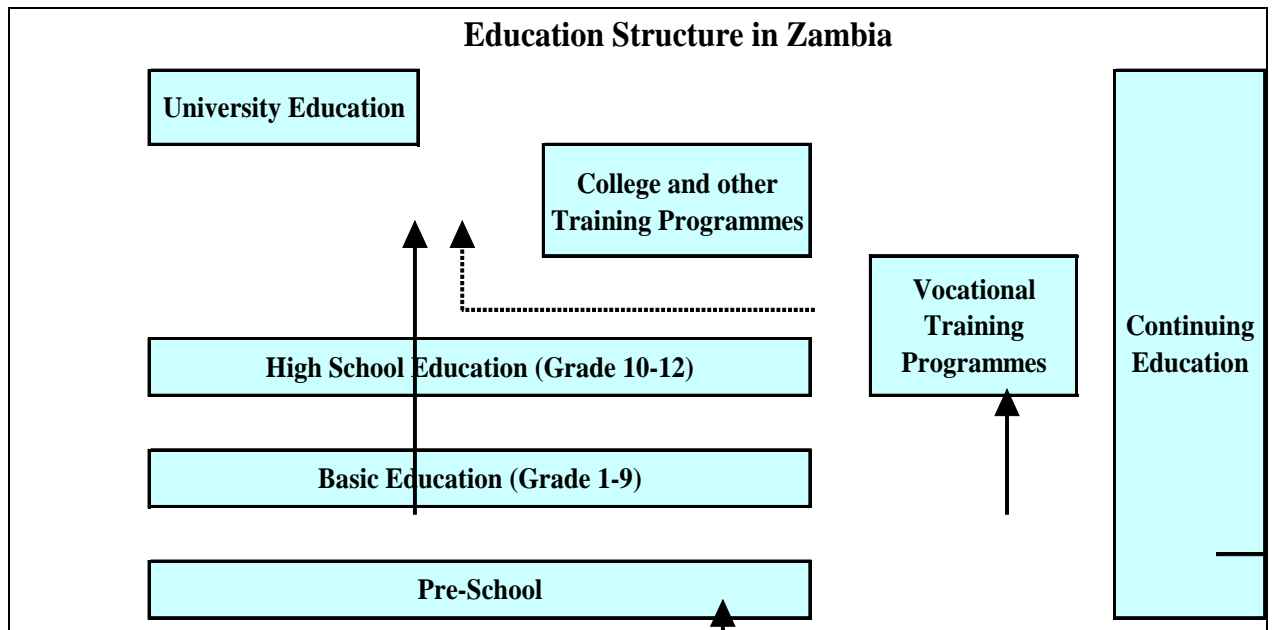 Education Structure in Zambia
University Education
College and other
Training Programmes
Vocational
Training
Programmes
Continuing
Education
High School Education (Grade 10-12)
Basic Education (Grade 1-9)
Pre-School